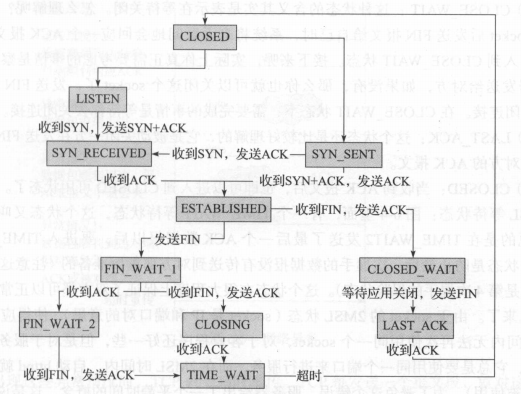 CLOSED
LISTEN
收到SYN，发送SYN+ACK
SYN_RECEIVED
收到SYN，发送ACK
SYN_SENT
收到ACK
收到SYN+ACK，发送ACK
ESTABLISHED
收到FIN，发送ACK
发送FIN
FIN_WAIT_1
CLOSED_WAIT
收到ACK
收到FIN，发送ACK
等待应用关闭，发送FIN
FIN_WAIT_2
CLOSING
LAST_ACK
收到ACK
收到ACK
收到FIN，发送ACK
TIME_WAIT
超时